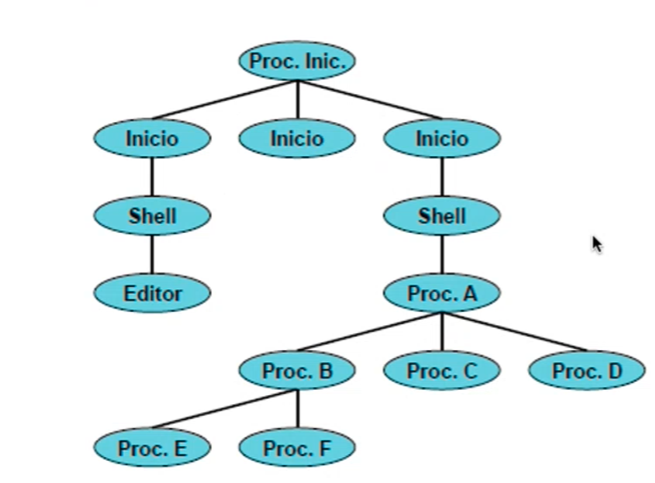 Proc. Inic.
Inicio
Inicio
Inicio
Shell
Shell
Editor
Proc. A
Proc. B
Proc. C
Proc. D
Proc. E
Proc. F